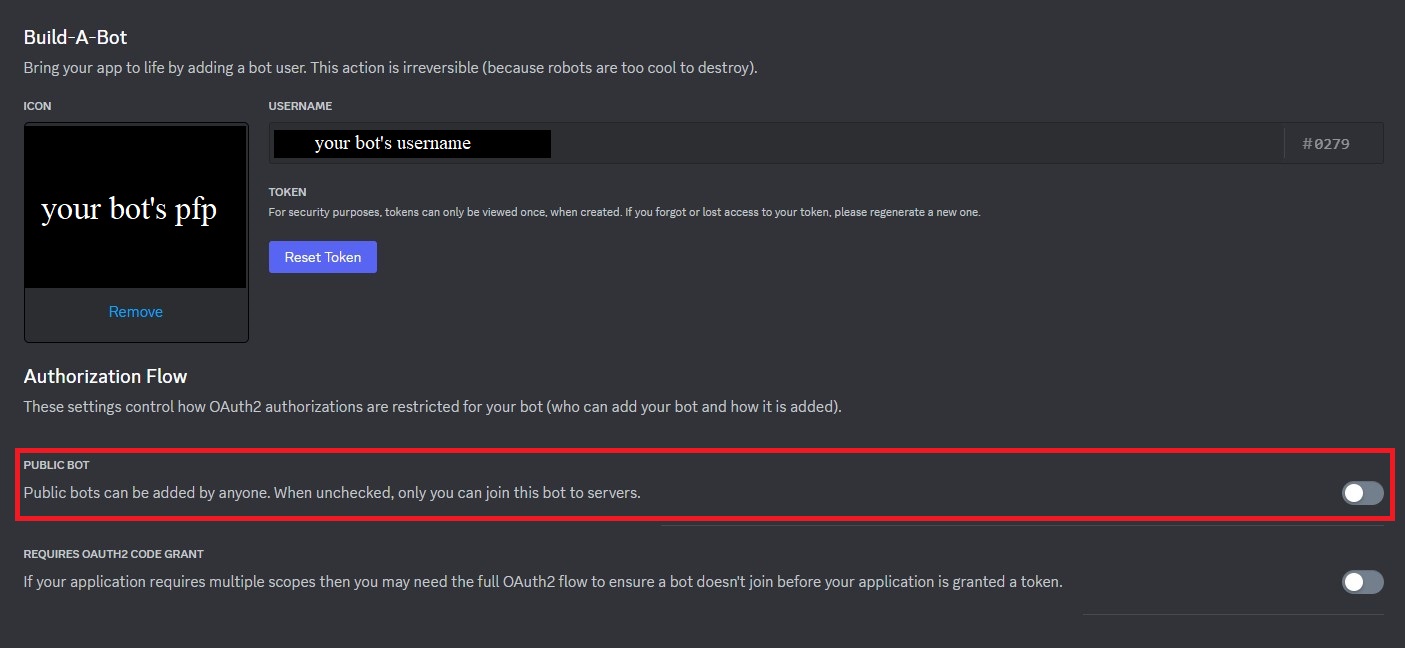 Build-A-Bot
Bring your app to life by adding a bot user. This action is irreversible (because robots are too cool to destroy).
ICON
USERNAME
your bot's username
#0279
your bot's pfp
TOKEN
For security purposes, tokens can only be viewed once, when created. If you forgot or lost access to your token, please regenerate a new one.
Reset Token
Remove
Authorization Flow
These settings control how OAuth2 authorizations are restricted for your bot (who can add your bot and how it is added).
PUBLIC BOT
Public bots can be added by anyone. When unchecked, only you can join this bot to servers.
REQUIRES OAUTH2 CODE GRANT
If your application requires multiple scopes then you may need the full OAuth2 flow to ensure a bot doesn't join before your application is granted a token.